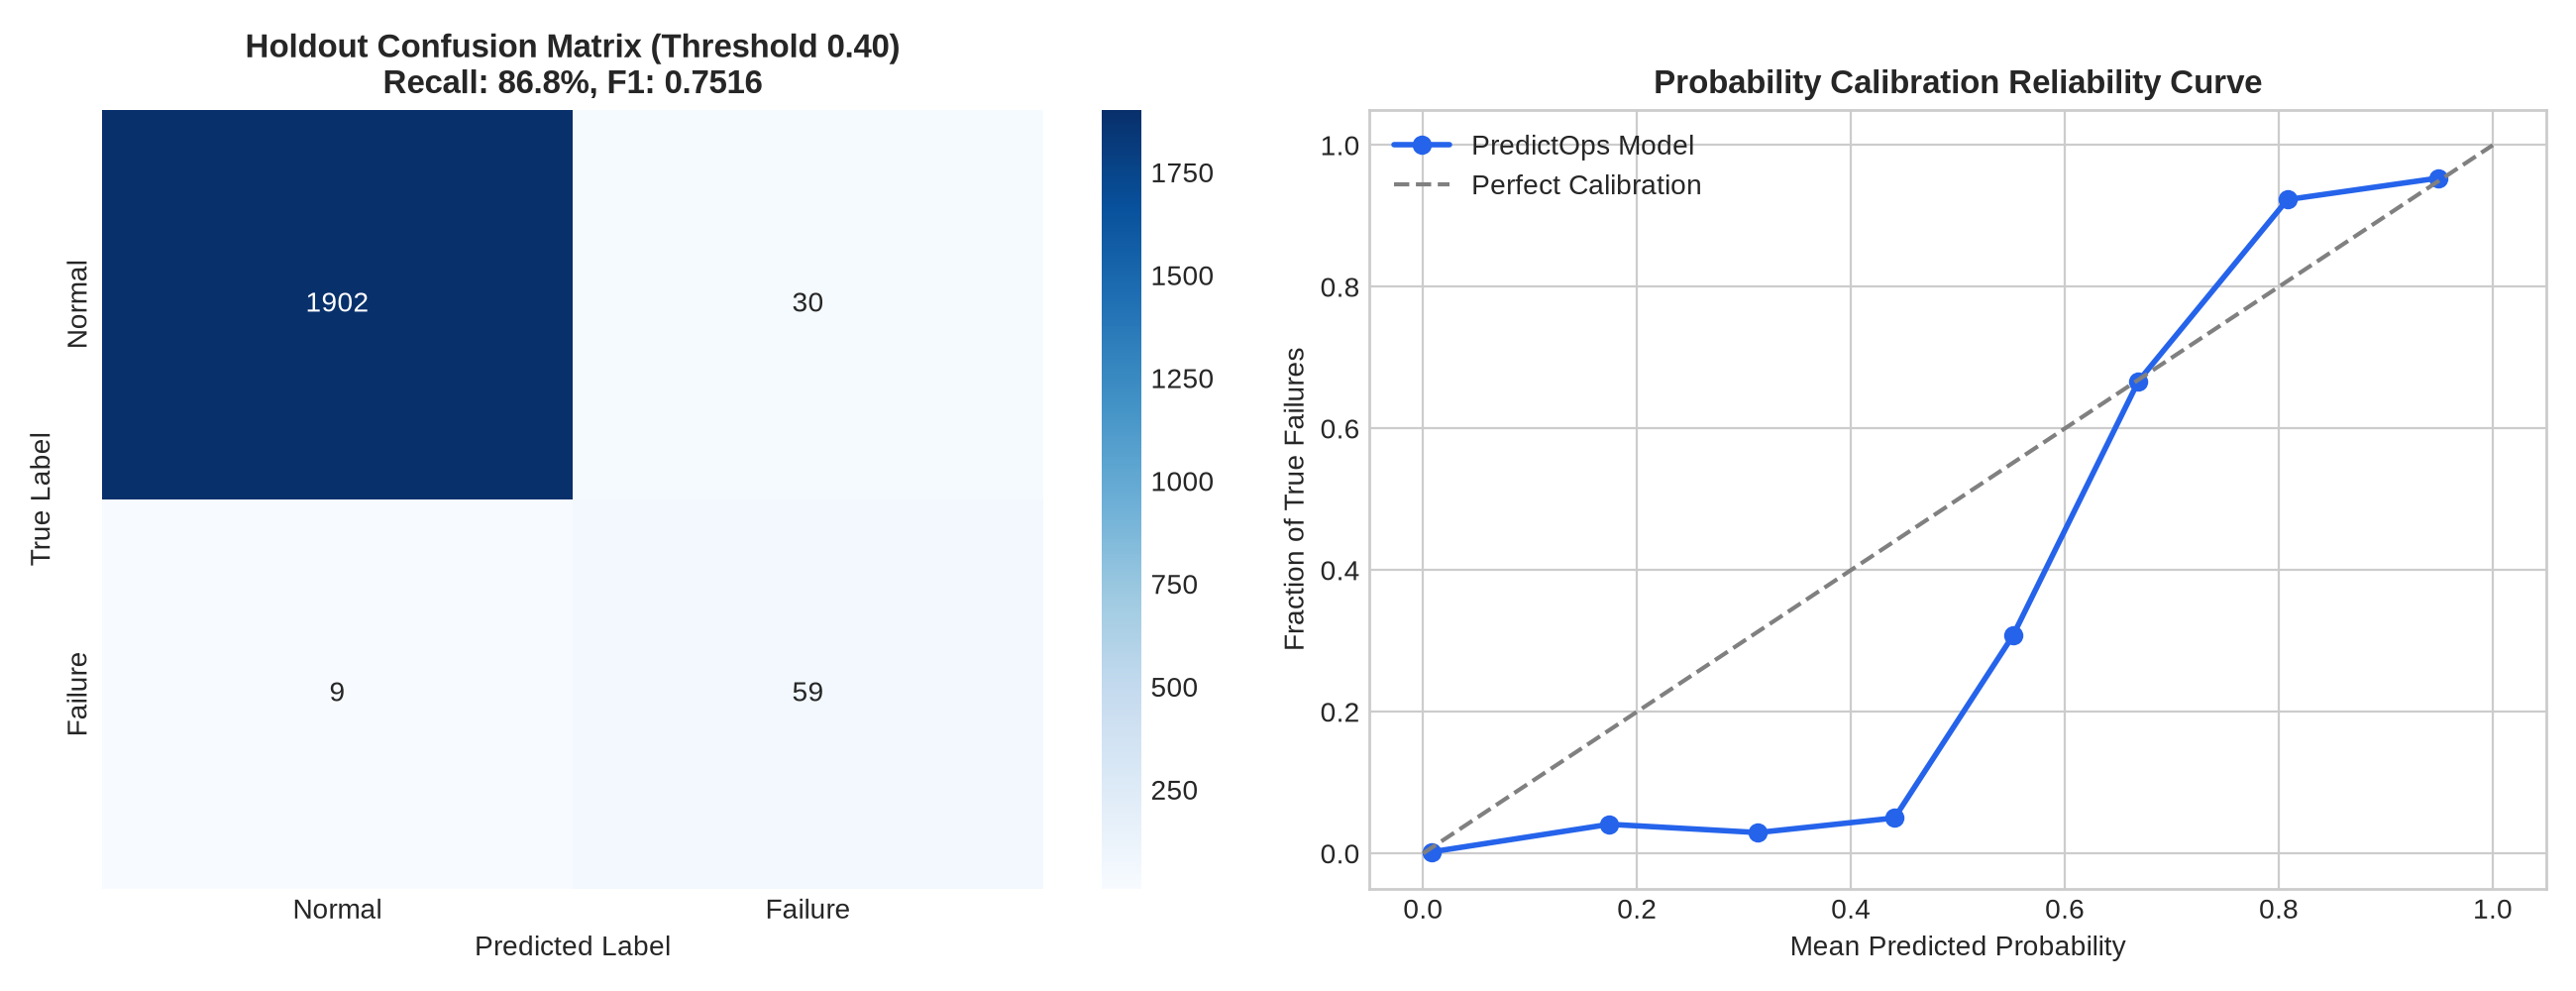 Holdout Confusion Matrix (Threshold 0.40)
Recall: 86.8%, F1: 0.7516
True Label
Normal
Failure
1902
30
9
59
Normal
Failure
Predicted Label
1750
1500
1250
1000
750
500
250
Probability Calibration Reliability Curve
PredictOps Model
Perfect Calibration
Fraction of True Failures
1.0
0.8
0.6
0.4
0.2
0.0
0.0
0.2
0.4
0.6
0.8
1.0
Mean Predicted Probability